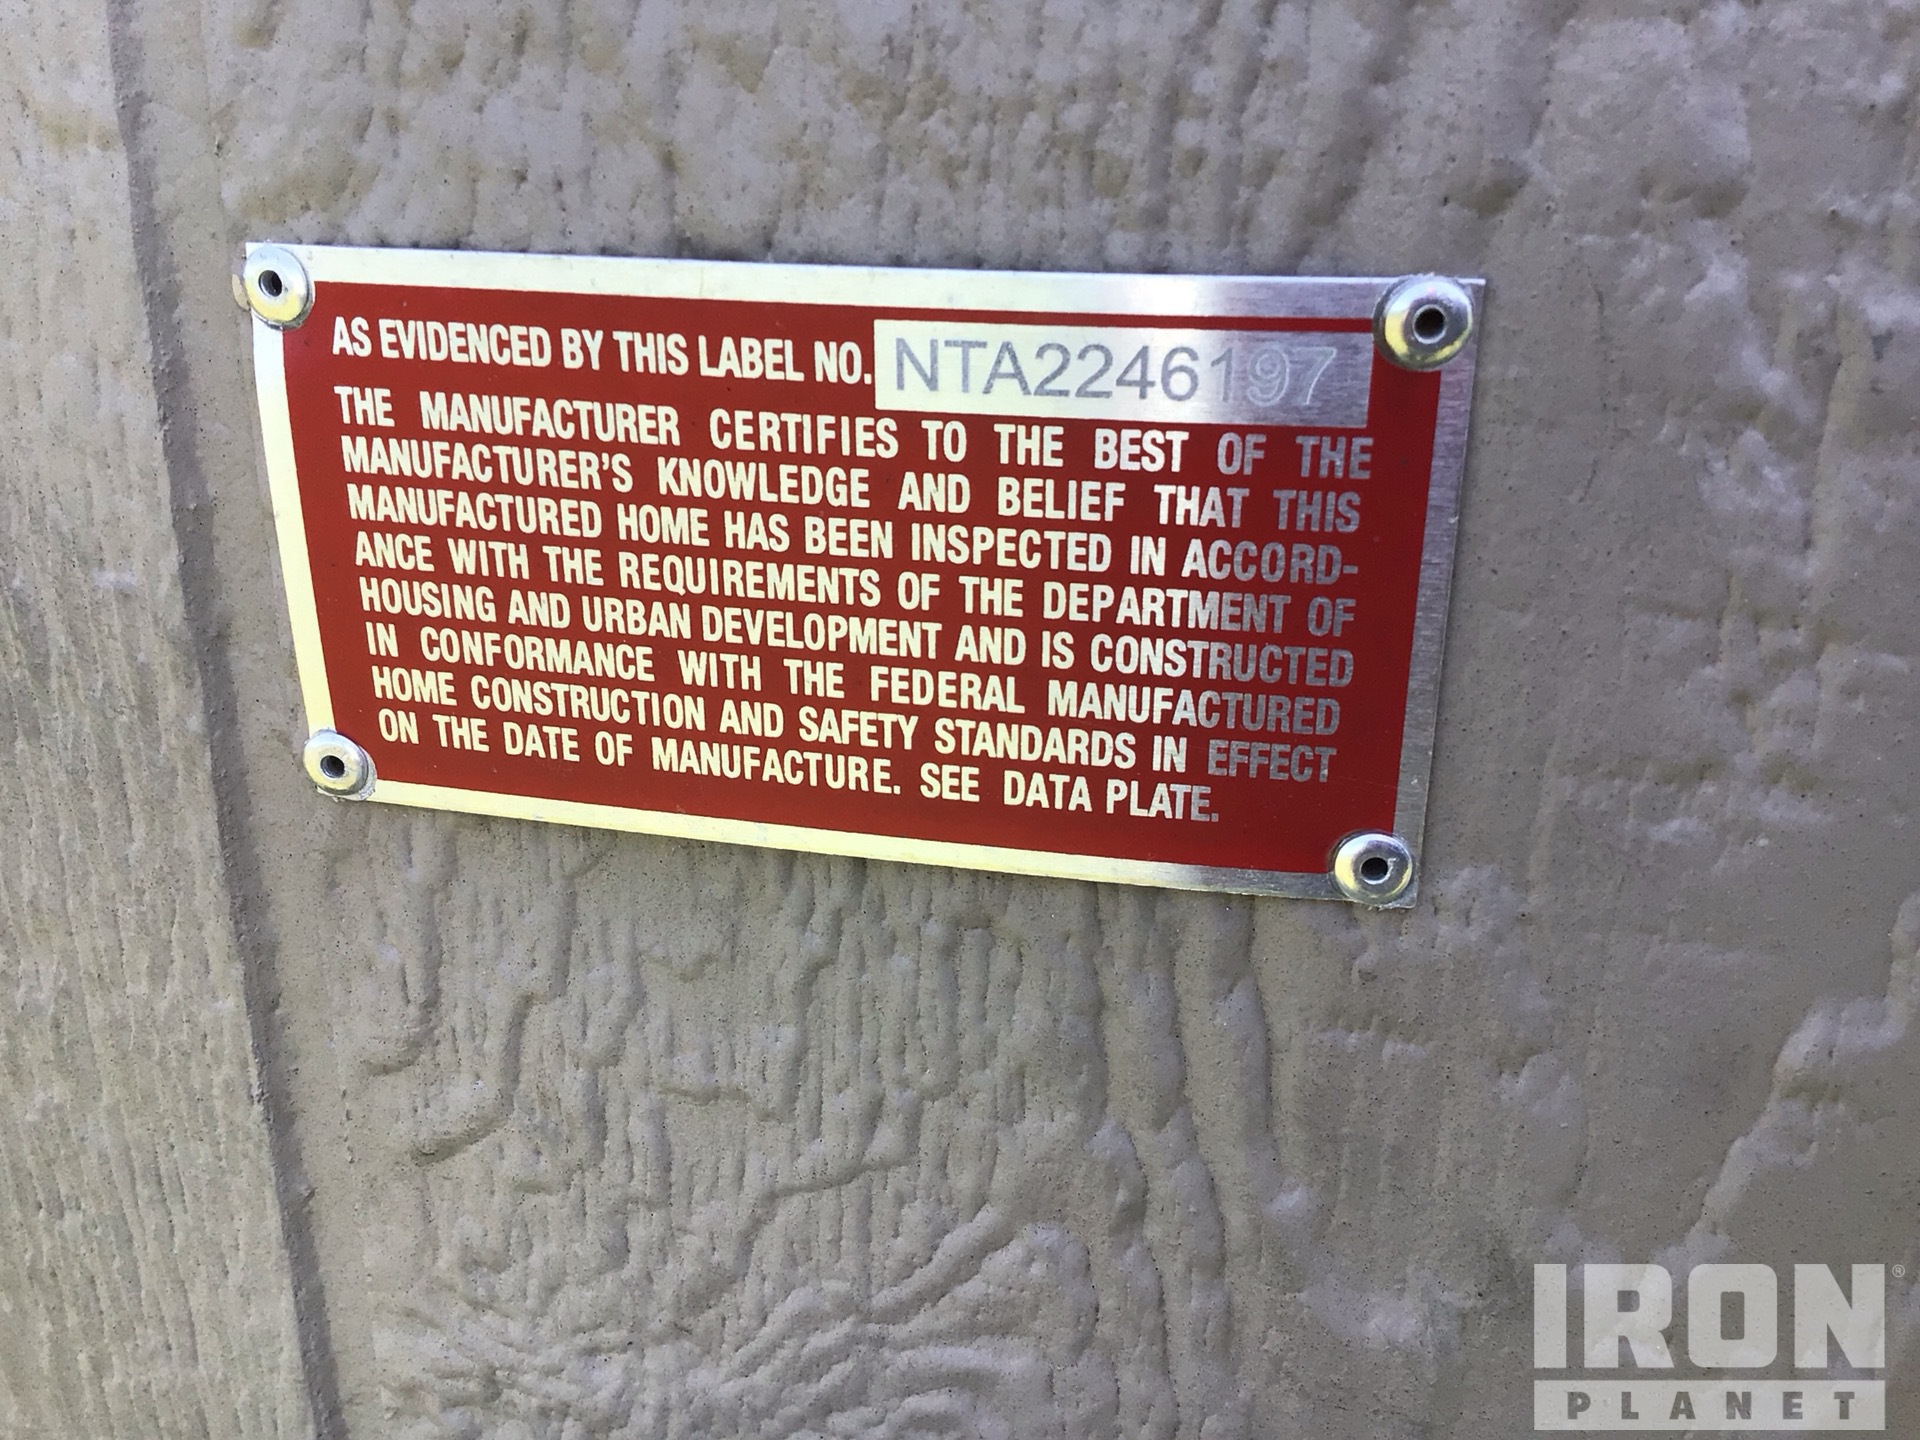 AS EVIDENCED BY THIS LABEL NO. NTA2246197
THE MANUFACTURER CERTIFIES TO THE BEST OF THE
MANUFACTURER'S KNOWLEDGE AND BELIEF THAT THIS
MANUFACTURED HOME HAS BEEN INSPECTED IN ACCORD-
ANCE WITH THE REQUIREMENTS OF THE DEPARTMENT OF
HOUSING AND URBAN DEVELOPMENT AND IS CONSTRUCTED
IN CONFORMANCE WITH THE FEDERAL MANUFACTURED
HOME CONSTRUCTION AND SAFETY STANDARDS IN EFFECT
ON THE DATE OF MANUFACTURE. SEE DATA PLATE.
IRON®
PLANET